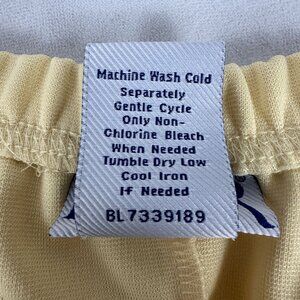 Machine Wash Cold
Separately
Gentle Cycle
Only Non-
Chlorine Bleach
When Needed
Tumble Dry Low
Cool Iron
If Needed
BL7339189